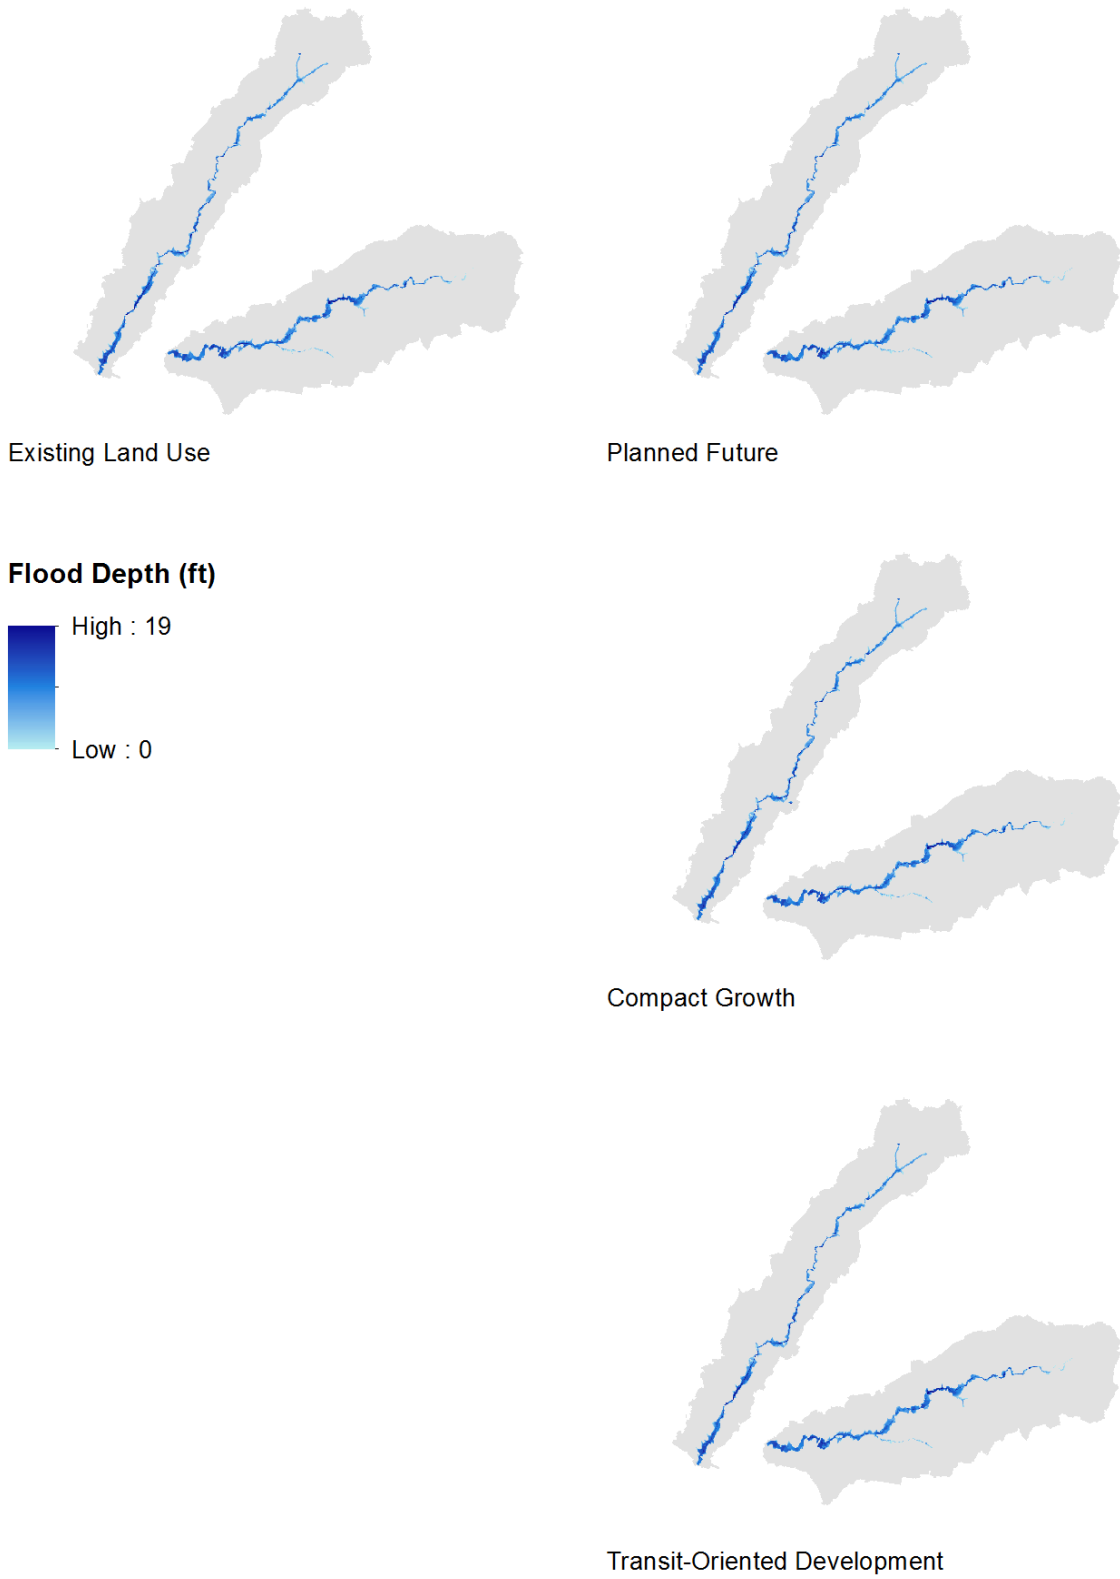 Existing Land Use
Planned Future
Flood Depth (ft)
High : 19
Low : 0
Compact Growth
Transit-Oriented Development